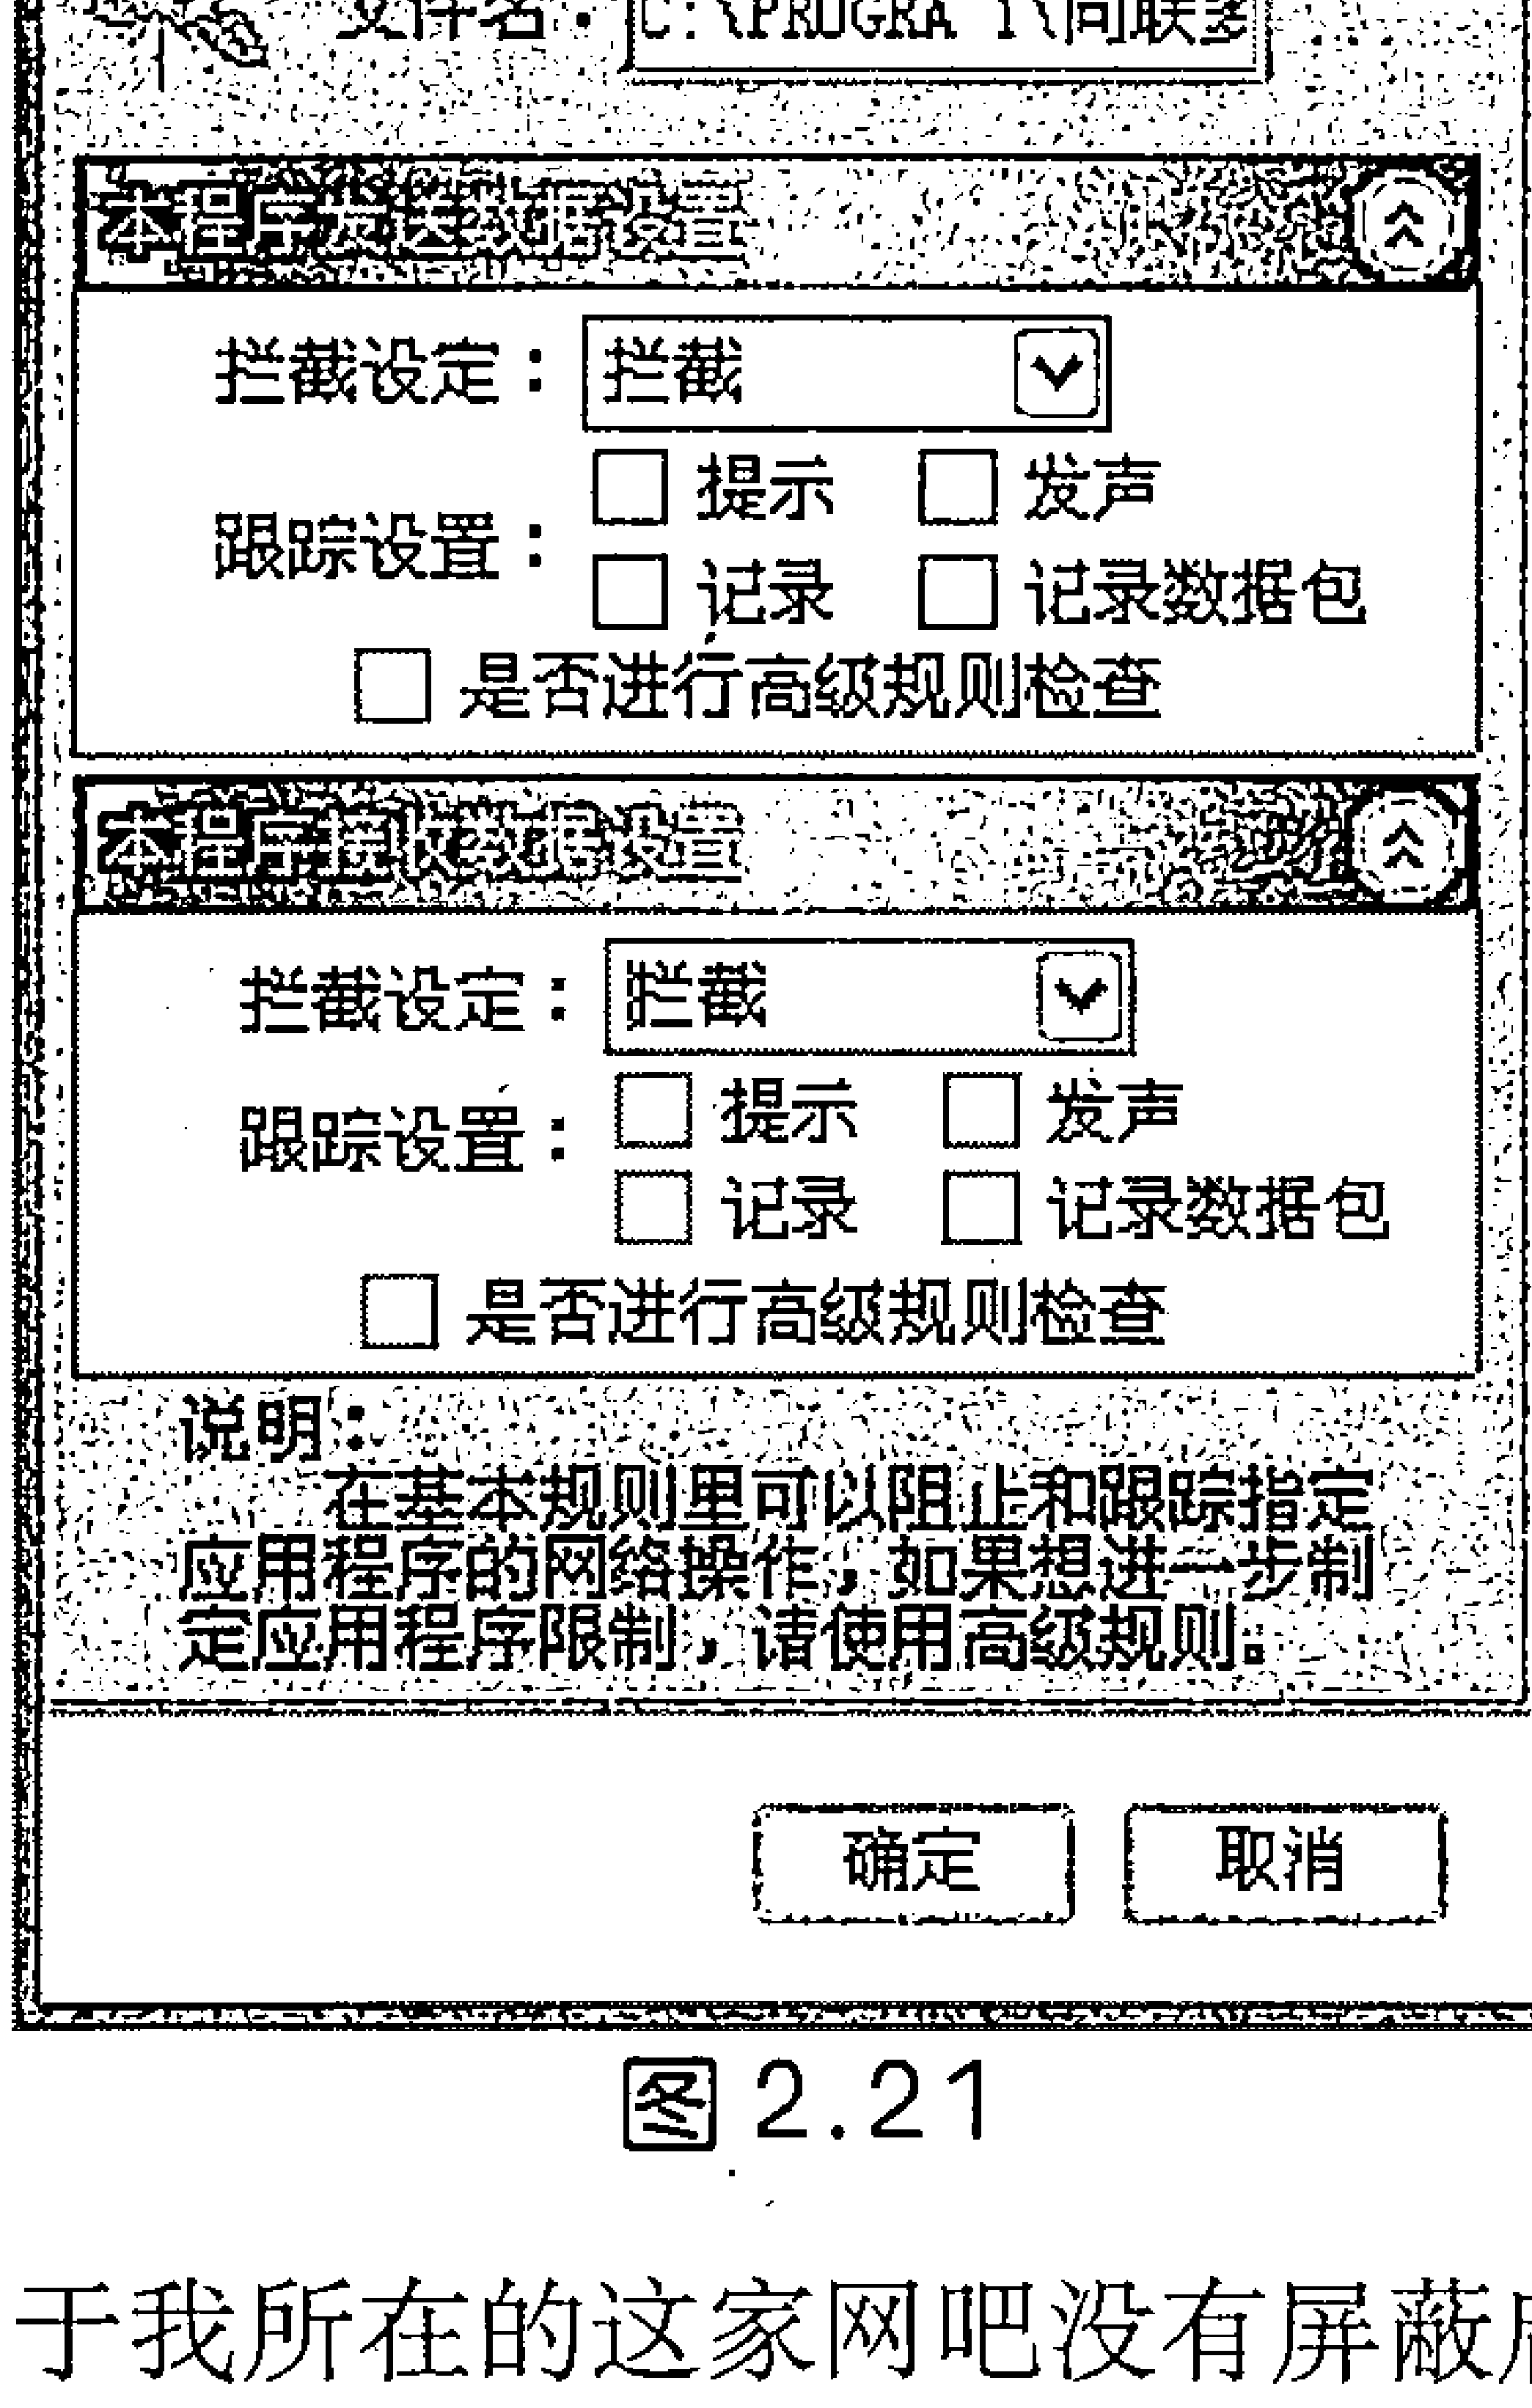 文件名：C:\PROGRA~1\网联
本程序发送数据设置
拦截设定：拦截
跟踪设置：
提示 发声
记录 记录数据包
是否进行高级规则检查
本程序接收数据设置
拦截设定：拦截
跟踪设置：
提示 发声
记录 记录数据包
是否进行高级规则检查
说明：
在基本规则里可以阻止和跟踪指定
应用程序的网络操作，如果想进一步制
定应用程序限制，请使用高级规则。
确定 取消
图2.21
于我所在的这家网吧没有屏蔽